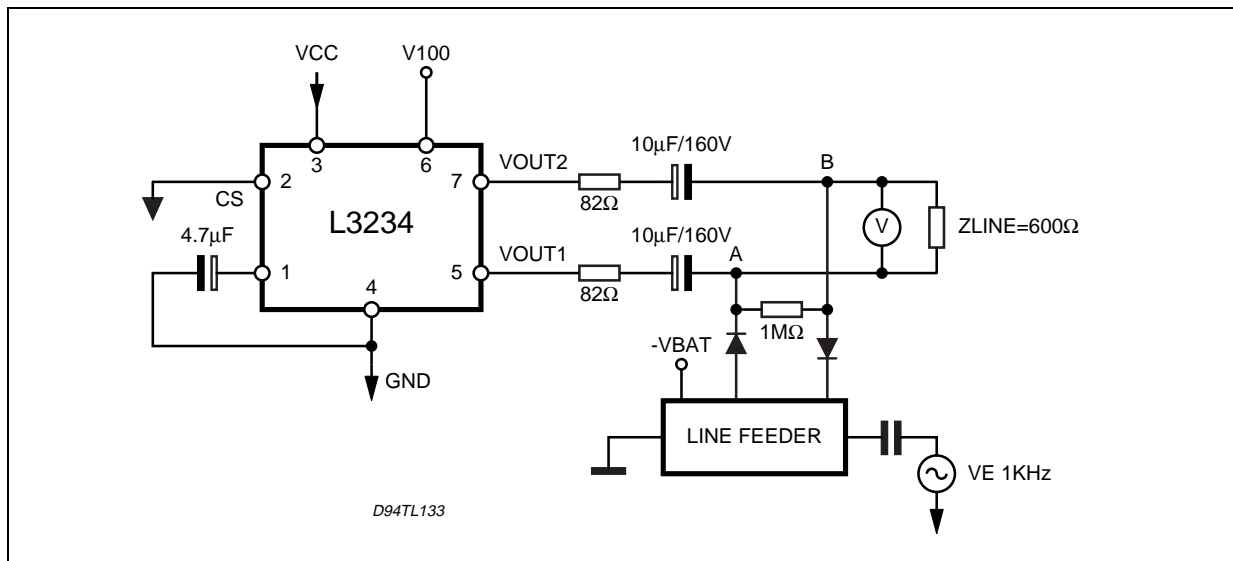 VCC
V100
10μF/160V
B
3
6
VOUT2
2
7
CS
82Ω
L3234
V
ZLINE=600Ω
4.7μF
10μF/160V
VOUT1
A
1
5
4
82Ω
1MΩ
-VBAT
GND
LINE FEEDER
VE 1KHz
D94TL133